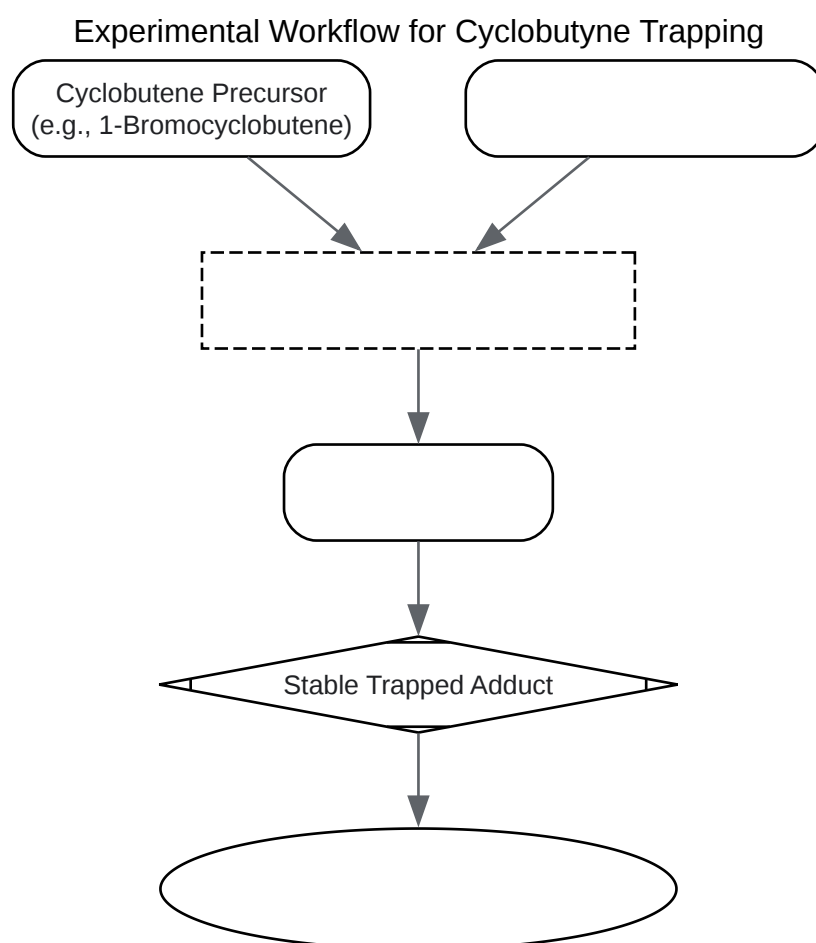 Experimental Workflow for Cyclobutyne Trapping
Cyclobutene Precursor
(e.g., 1-Bromocyclobutene)
Stable Trapped Adduct